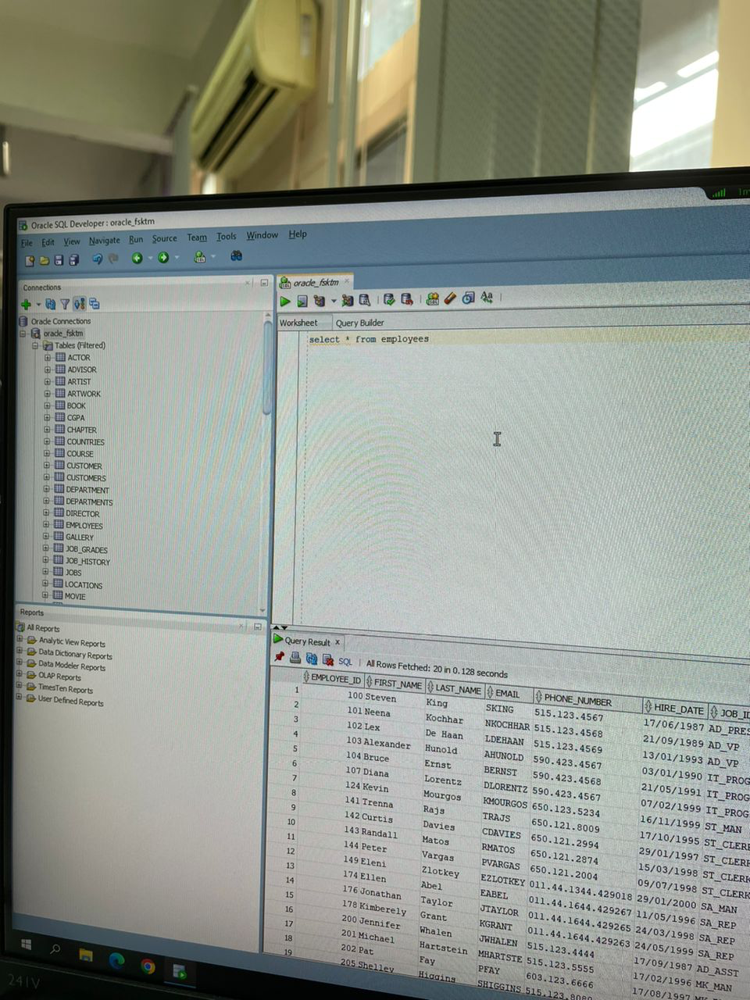 Oracle SQL Developer : oracle_fsktm
File Edit View Navigate Run Source Team Tools Window Help
Connections
Oracle Connections
oracle_fsktm
Tables (Filtered)
ACTOR
ADVISOR
ARTIST
ARTWORK
BOOK
CGPA
CHAPTER
COUNTRIES
COURSE
CUSTOMER
CUSTOMERS
DEPARTMENT
DEPARTMENTS
DIRECTOR
EMPLOYEES
GALLERY
JOB_GRADES
JOB_HISTORY
JOBS
LOCATIONS
MOVIE
Reports
All Reports
Analytic View Reports
Data Dictionary Reports
Data Modeler Reports
OLAP Reports
TimesTen Reports
User Defined Reports
oracle_fsktm
Worksheet Query Builder
select * from employees
Query Result x
SQL | All Rows Fetched: 20 in 0.128 seconds
EMPLOYEE_ID FIRST_NAME LAST_NAME EMAIL PHONE_NUMBER HIRE_DATE JOB_ID
1 100 Steven King SKING 515.123.4567 17/06/1987 AD_PRES
2 101 Neena Kochhar NKOCHHAR 515.123.4568 21/09/1989 AD_VP
3 102 Lex De Haan LDEHAAN 515.123.4569 13/01/1993 AD_VP
4 103 Alexander Hunold AHUNOLD 590.423.4567 03/01/1990 IT_PROG
5 104 Bruce Ernst BERNST 590.423.4568 21/05/1991 IT_PROG
6 107 Diana Lorentz DLORENTZ 590.423.4567 07/02/1999 IT_PROG
7 124 Kevin Mourgos KMOURGOS 650.123.5234 16/11/1999 ST_MAN
8 141 Trenna Rajs TRAJS 650.121.8009 17/10/1995 ST_CLERK
9 142 Curtis Davies CDAVIES 650.121.2994 29/01/1997 ST_CLERK
10 143 Randall Matos RMATOS 650.121.2874 15/03/1998 ST_CLERK
11 144 Peter Vargas PVARGAS 650.121.2004 09/07/1998 ST_CLERK
12 149 Eleni Zlotkey EZLOTKEY 011.44.1344.429018 29/01/2000 SA_MAN
13 174 Ellen Abel EABEL 011.44.1644.429267 11/05/1996 SA_REP
14 176 Jonathan Taylor JTAYLOR 011.44.1644.429265 24/03/1998 SA_REP
15 178 Kimberely Grant KGRANT 011.44.1644.429263 24/05/1999 SA_REP
16 200 Jennifer Whalen JWHALEN 515.123.4444 17/09/1987 AD_ASST
17 201 Michael Hartstein MHARTSTE 515.123.5555 17/02/1996 MK_MAN
18 202 Pat Fay PFAY 603.123.6666 17/08/1997
19 205 Shelley Higgins SHIGGINS 515.123.8080
241V